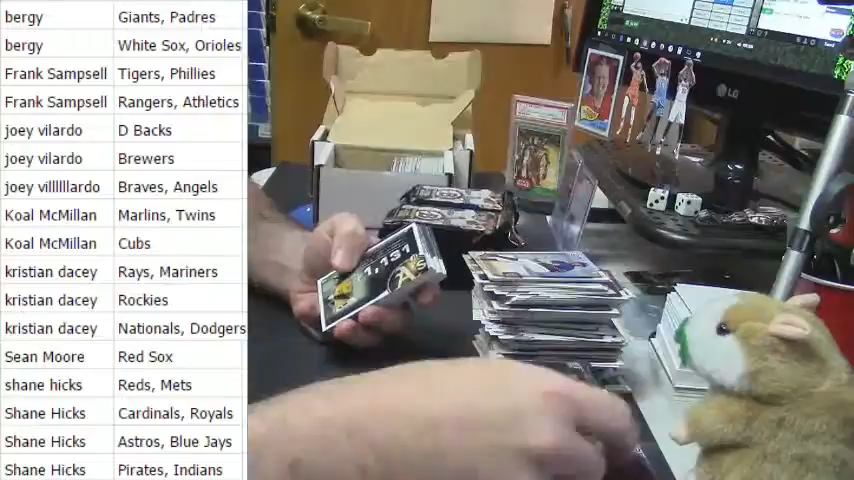 bergy Giants, Padres
bergy White Sox, Orioles
Frank Sampsell Tigers, Phillies
Frank Sampsell Rangers, Athletics
joey vilardo D Backs
joey vilardo Brewers
joey villllllardo Braves, Angels
Koal McMillan Marlins, Twins
Koal McMillan Cubs
kristian dacey Rays, Mariners
kristian dacey Rockies
kristian dacey Nationals, Dodgers
Sean Moore Red Sox
shane hicks Reds, Mets
Shane Hicks Cardinals, Royals
Shane Hicks Astros, Blue Jays
Shane Hicks Pirates, Indians
1,131
A's
LG